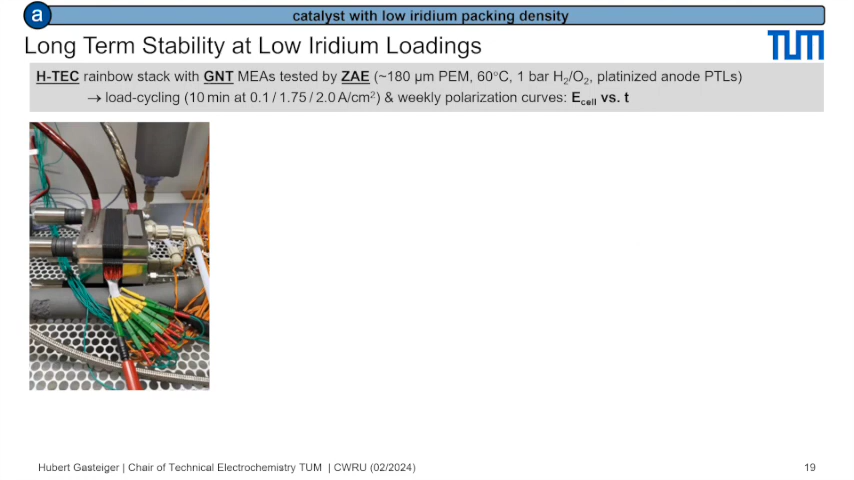 a
catalyst with low iridium packing density
Long Term Stability at Low Iridium Loadings
TUM
H-TEC rainbow stack with GNT MEAs tested by ZAE (~180 µm PEM, 60°C, 1 bar H₂/O₂, platinized anode PTLs)
→ load-cycling (10 min at 0.1 / 1.75 / 2.0 A/cm²) & weekly polarization curves: E_cell vs. t
Hubert Gasteiger | Chair of Technical Electrochemistry TUM | CWRU (02/2024)
19